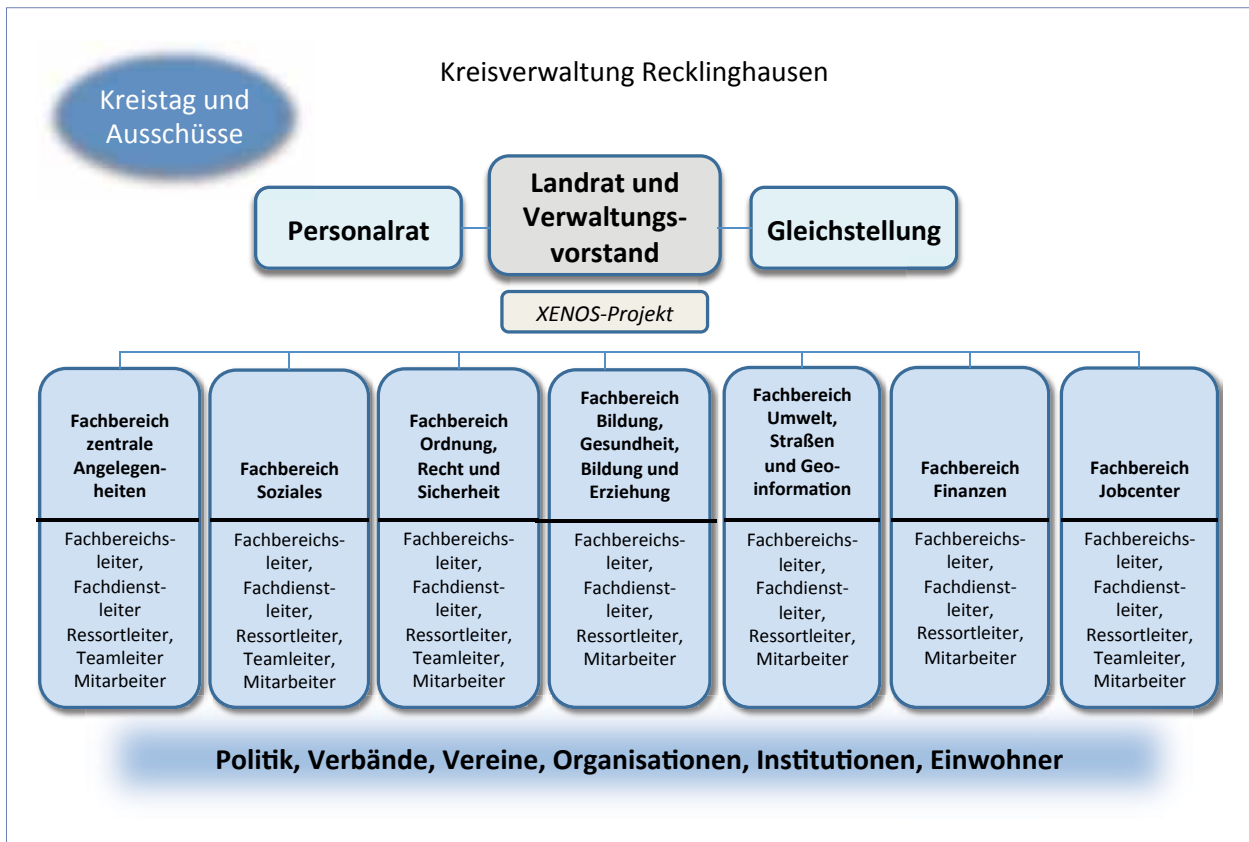 Kreisverwaltung Recklinghausen
Kreistag und
Ausschüsse
Personalrat
Landrat und
Verwaltungs-
vorstand
Gleichstellung
XENOS-Projekt
Fachbereich
zentrale
Angelegen-
heiten
Fachbereichs-
leiter,
Fachdienst-
leiter
Ressortleiter,
Teamleiter
Mitarbeiter
Fachbereich
Soziales
Fachbereichs-
leiter,
Fachdienst-
leiter,
Ressortleiter,
Teamleiter,
Mitarbeiter
Fachbereich
Ordnung,
Recht und
Sicherheit
Fachbereichs-
leiter,
Fachdienst-
leiter,
Ressortleiter,
Teamleiter,
Mitarbeiter
Fachbereich
Bildung,
Gesundheit,
Bildung und
Erziehung
Fachbereichs-
leiter,
Fachdienst-
leiter,
Ressortleiter,
Mitarbeiter
Fachbereich
Umwelt,
Straßen
und Geo-
information
Fachbereichs-
leiter,
Fachdienst-
leiter,
Ressortleiter,
Mitarbeiter
Fachbereich
Finanzen
Fachbereichs-
leiter,
Fachdienst-
leiter,
Ressortleiter,
Mitarbeiter
Fachbereich
Jobcenter
Fachbereichs-
leiter,
Fachdienst-
leiter,
Ressortleiter,
Teamleiter,
Mitarbeiter
Politik, Verbände, Vereine, Organisationen, Institutionen, Einwohner